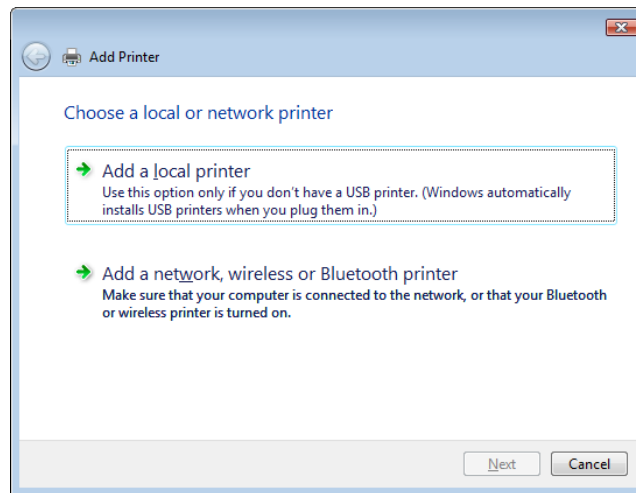 Add Printer
Choose a local or network printer
Add a local printer
Use this option only if you don't have a USB printer. (Windows automatically
installs USB printers when you plug them in.)
Add a network, wireless or Bluetooth printer
Make sure that your computer is connected to the network, or that your Bluetooth
or wireless printer is turned on.
Next Cancel